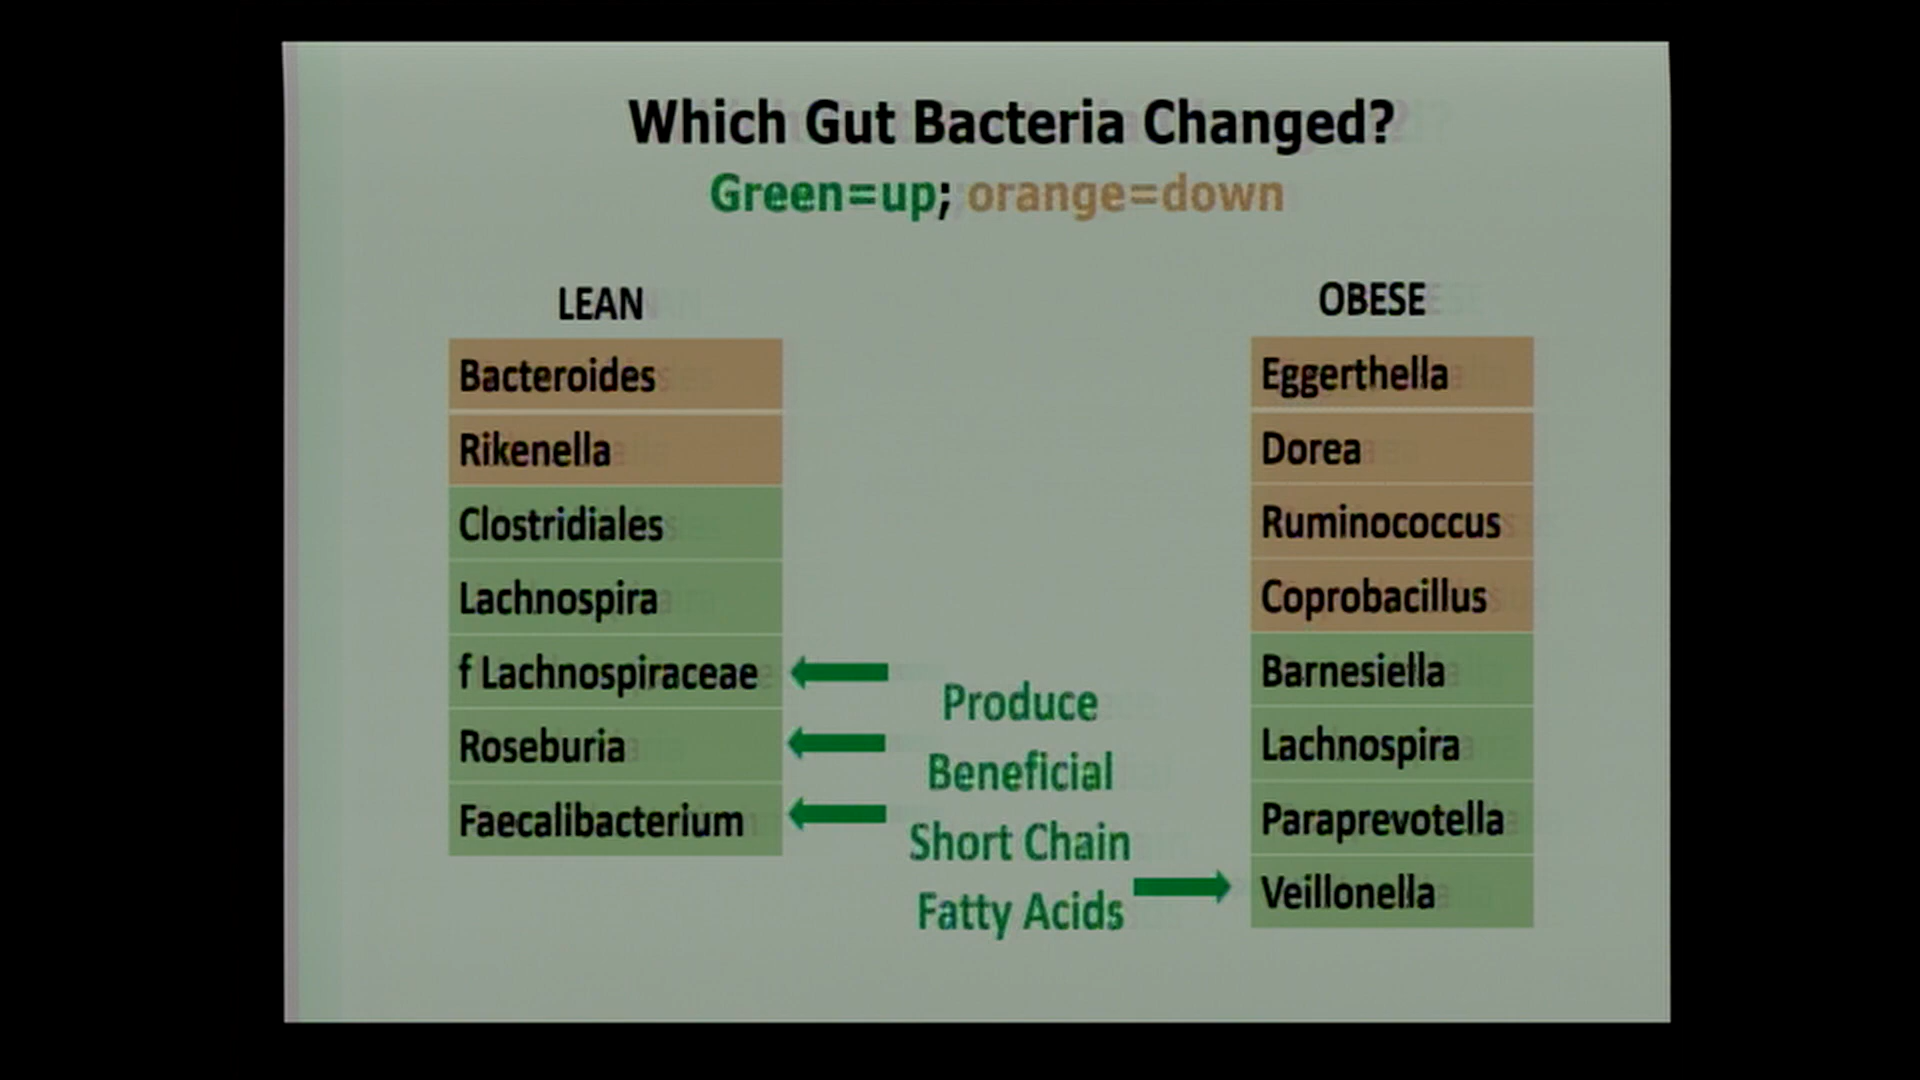 Which Gut Bacteria Changed?
Green=up; orange=down
LEAN
Bacteroides
Rikenella
Clostridiales
Lachnospira
f Lachnospiraceae
Roseburia
Faecalibacterium
Produce
Beneficial
Short Chain
Fatty Acids
OBESE
Eggerthella
Dorea
Ruminococcus
Coprobacillus
Barnesiella
Lachnospira
Paraprevotella
Veillonella